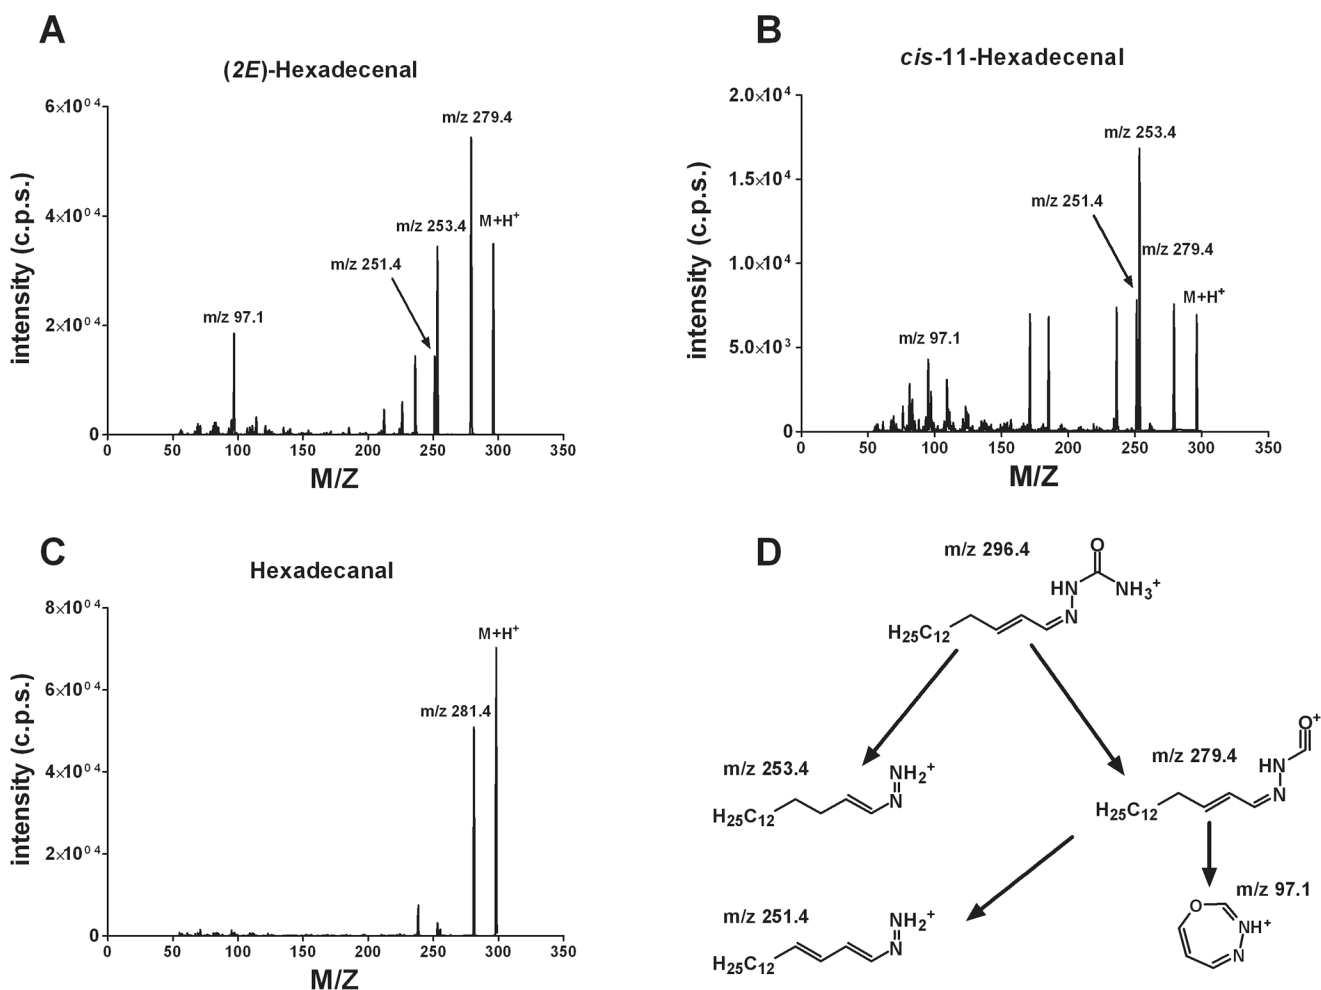 A
(2E)-Hexadecenal
6×10⁰⁴
4×10⁰⁴
2×10⁰⁴
0
intensity (c.p.s.)
m/z 279.4
M+H⁺
m/z 253.4
m/z 251.4
m/z 97.1
0 50 100 150 200 250 300 350
M/Z
B
cis-11-Hexadecenal
2.0×10⁴
1.5×10⁴
1.0×10⁴
5.0×10³
0
intensity (c.p.s.)
m/z 253.4
m/z 251.4
m/z 279.4
M+H⁺
m/z 97.1
0 50 100 150 200 250 300 350
M/Z
C
Hexadecanal
8×10⁰⁴
6×10⁰⁴
4×10⁰⁴
2×10⁰⁴
0
intensity (c.p.s.)
M+H⁺
m/z 281.4
0 50 100 150 200 250 300 350
M/Z
D
m/z 296.4
O
HN
NH₃⁺
N
H₂₅C₁₂
m/z 253.4
NH₂⁺
N
H₂₅C₁₂
m/z 279.4
O⁺
HN
N
H₂₅C₁₂
m/z 251.4
NH₂⁺
N
H₂₅C₁₂
m/z 97.1
O
NH⁺
N